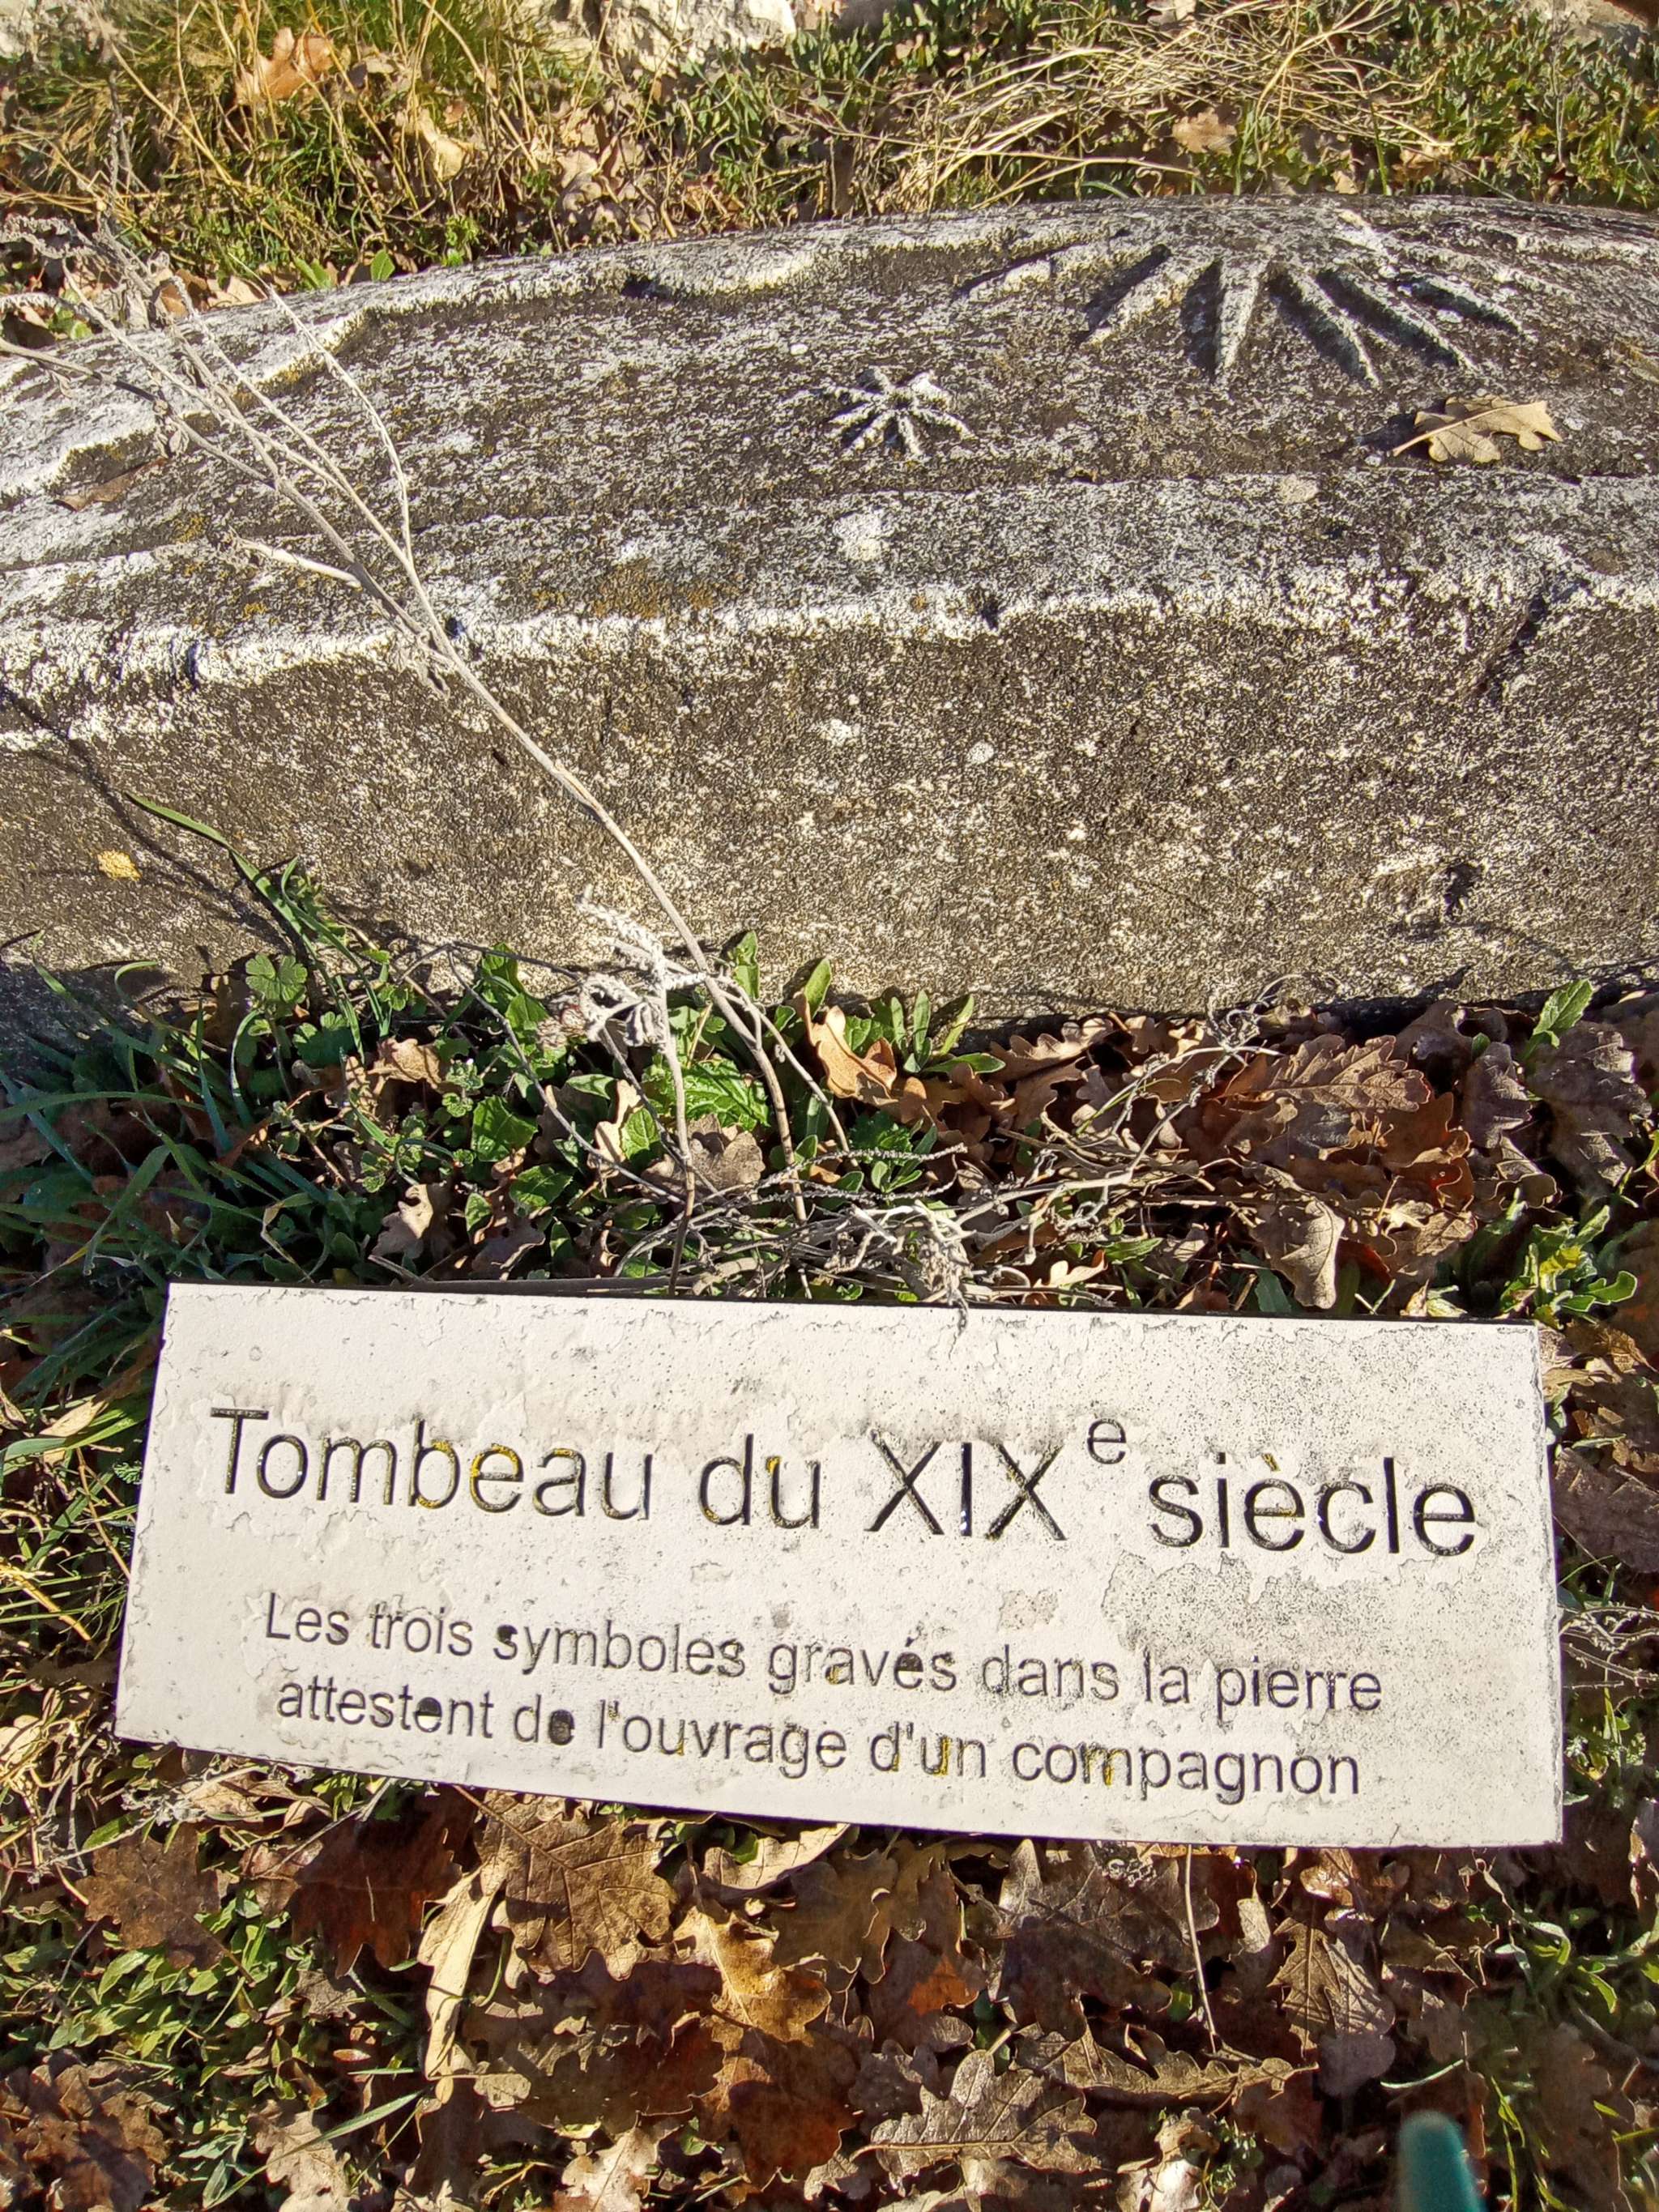 Tombeau du XIXe siècle
Les trois symboles gravés dans la pierre
attestent de l'ouvrage d'un compagnon